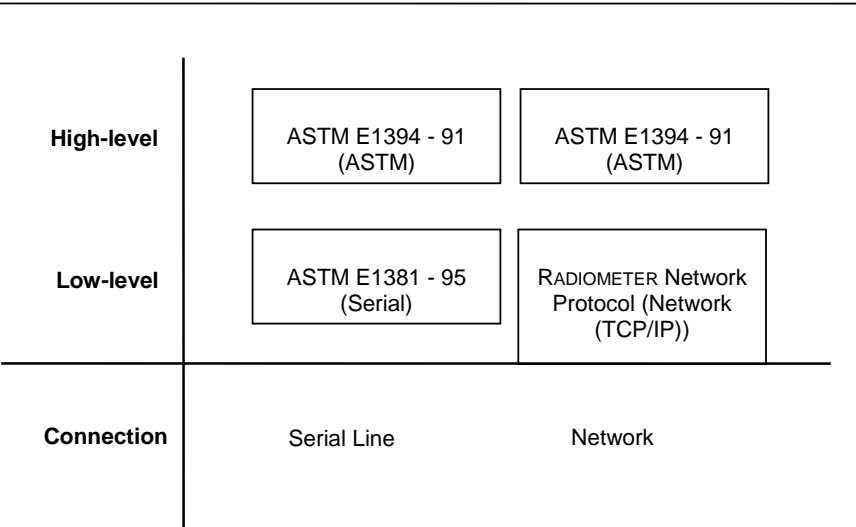 High-level
ASTM E1394 - 91
(ASTM)
ASTM E1394 - 91
(ASTM)
Low-level
ASTM E1381 - 95
(Serial)
RADIOMETER Network
Protocol (Network
(TCP/IP))
Connection
Serial Line
Network